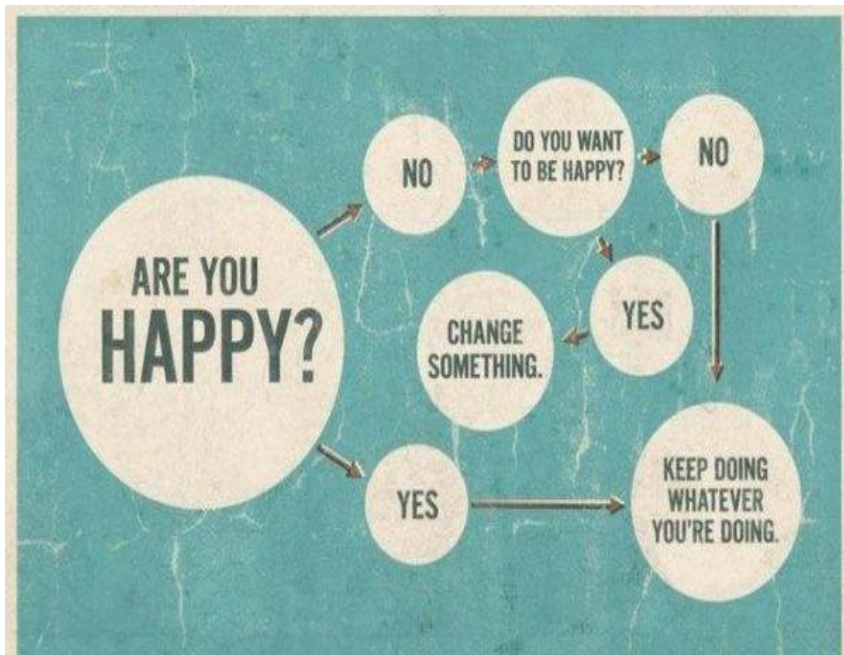 ARE YOU
HAPPY?
NO
DO YOU WANT
TO BE HAPPY?
NO
YES
CHANGE
SOMETHING.
YES
KEEP DOING
WHATEVER
YOU'RE DOING.